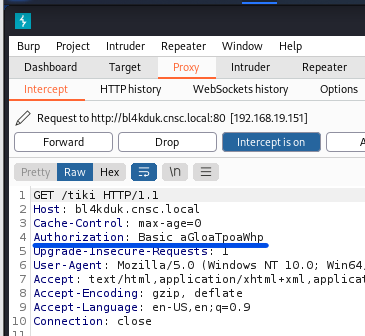 Burp Project Intruder Repeater Window Help
Dashboard Target Proxy Intruder Repeater
Intercept HTTP history WebSockets history Options
Request to http://bl4kduk.cnsc.local:80 [192.168.19.151]
Forward Drop Intercept is on A
Pretty Raw Hex \n
1 GET /tiki HTTP/1.1
2 Host: bl4kduk.cnsc.local
3 Cache-Control: max-age=0
4 Authorization: Basic aGloaTpoaWhp
5 Upgrade-Insecure-Requests: 1
6 User-Agent: Mozilla/5.0 (Windows NT 10.0; Win64,
7 Accept: text/html,application/xhtml+xml,applicat
8 Accept-Encoding: gzip, deflate
9 Accept-Language: en-US,en;q=0.9
10 Connection: close